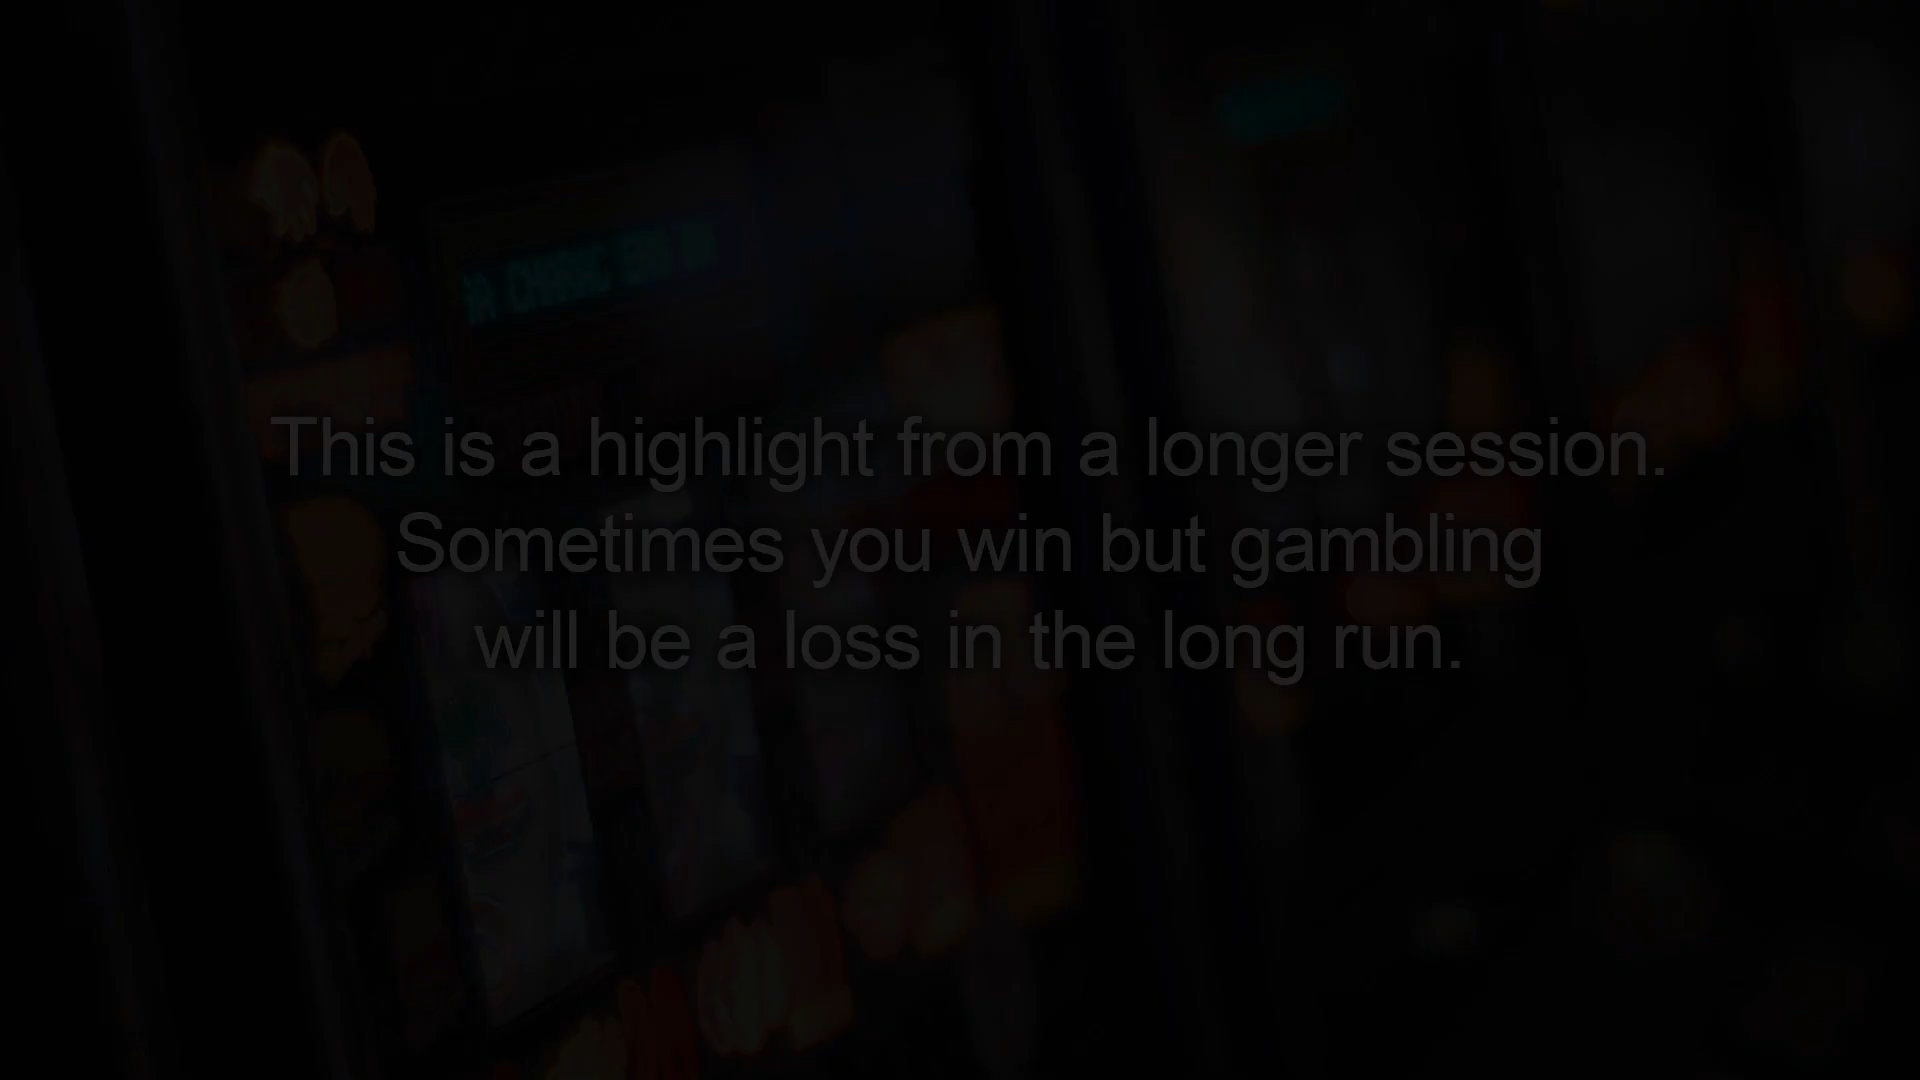 This is a highlight from a longer session.
Sometimes you win but gambling
will be a loss in the long run.